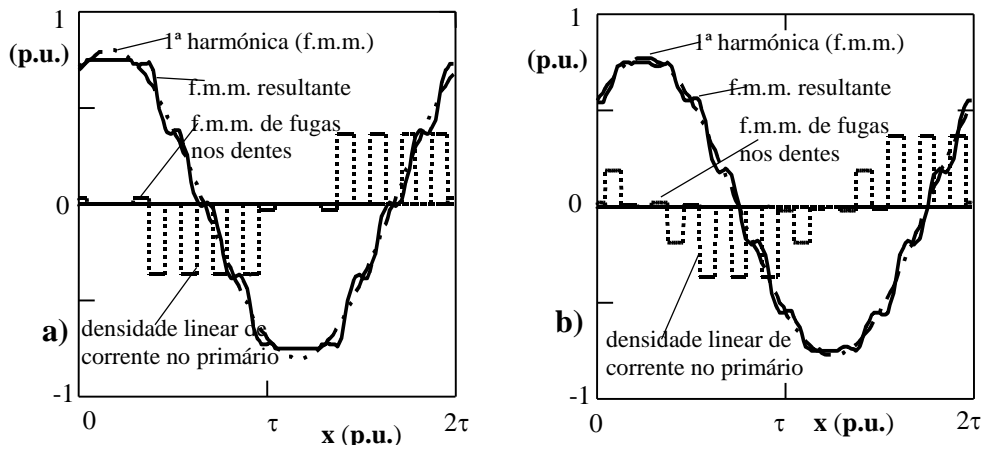 1
(p.u.)
1ª harmónica (f.m.m.)
f.m.m. resultante
f.m.m. de fugas
nos dentes
0
a)
densidade linear de
corrente no primário
-1
0
τ
x (p.u.)
2τ
1
(p.u.)
1ª harmónica (f.m.m.)
f.m.m. resultante
f.m.m. de fugas
nos dentes
0
b)
densidade linear de
corrente no primário
-1
0
τ
x (p.u.)
2τ